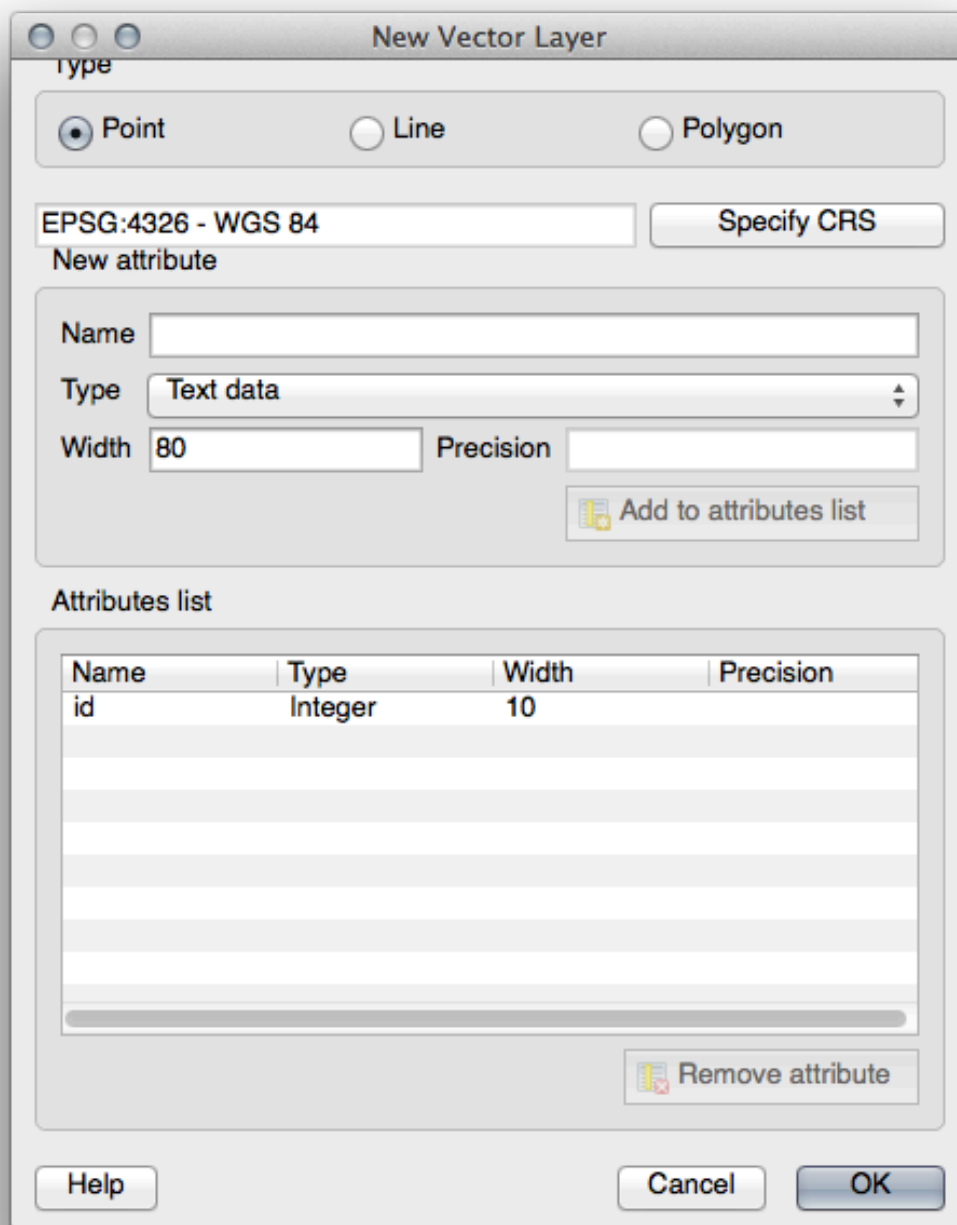 New Vector Layer
Type
Point Line Polygon
EPSG:4326 - WGS 84 Specify CRS
New attribute
Name
Type Text data
Width 80 Precision
Add to attributes list
Attributes list
Name Type Width Precision
id Integer 10
Remove attribute
Help Cancel OK